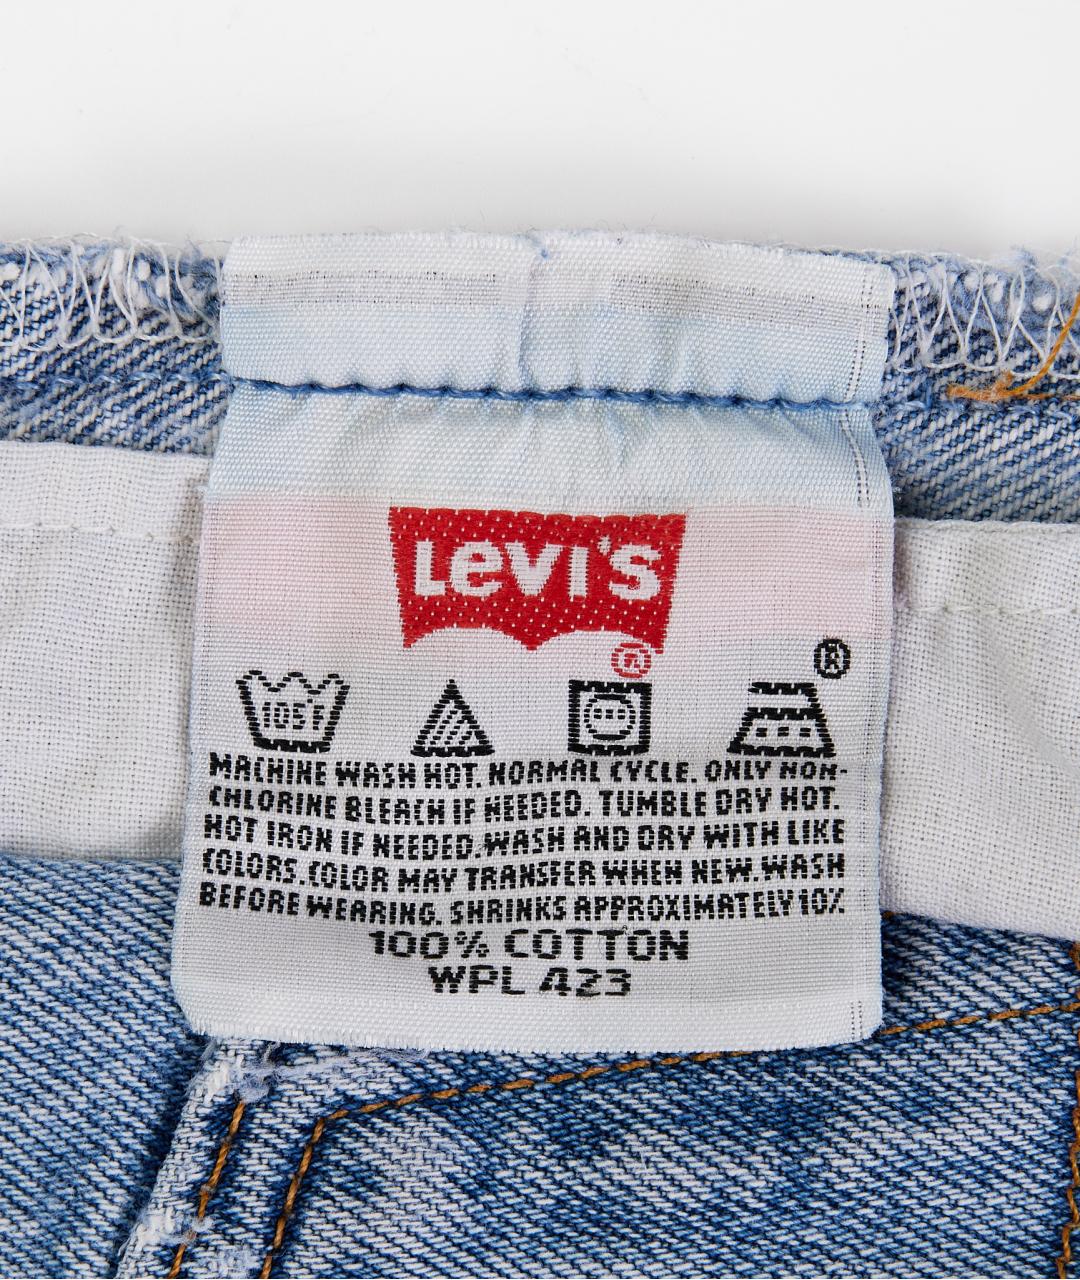 Levi's
®
®
105°F
MACHINE WASH HOT. NORMAL CYCLE. ONLY NON-
CHLORINE BLEACH IF NEEDED. TUMBLE DRY HOT.
HOT IRON IF NEEDED.WASH AND DRY WITH LIKE
COLORS.COLOR MAY TRANSFER WHEN NEW.WASH
BEFORE WEARING. SHRINKS APPROXIMATELY 10%
100% COTTON
WPL 423